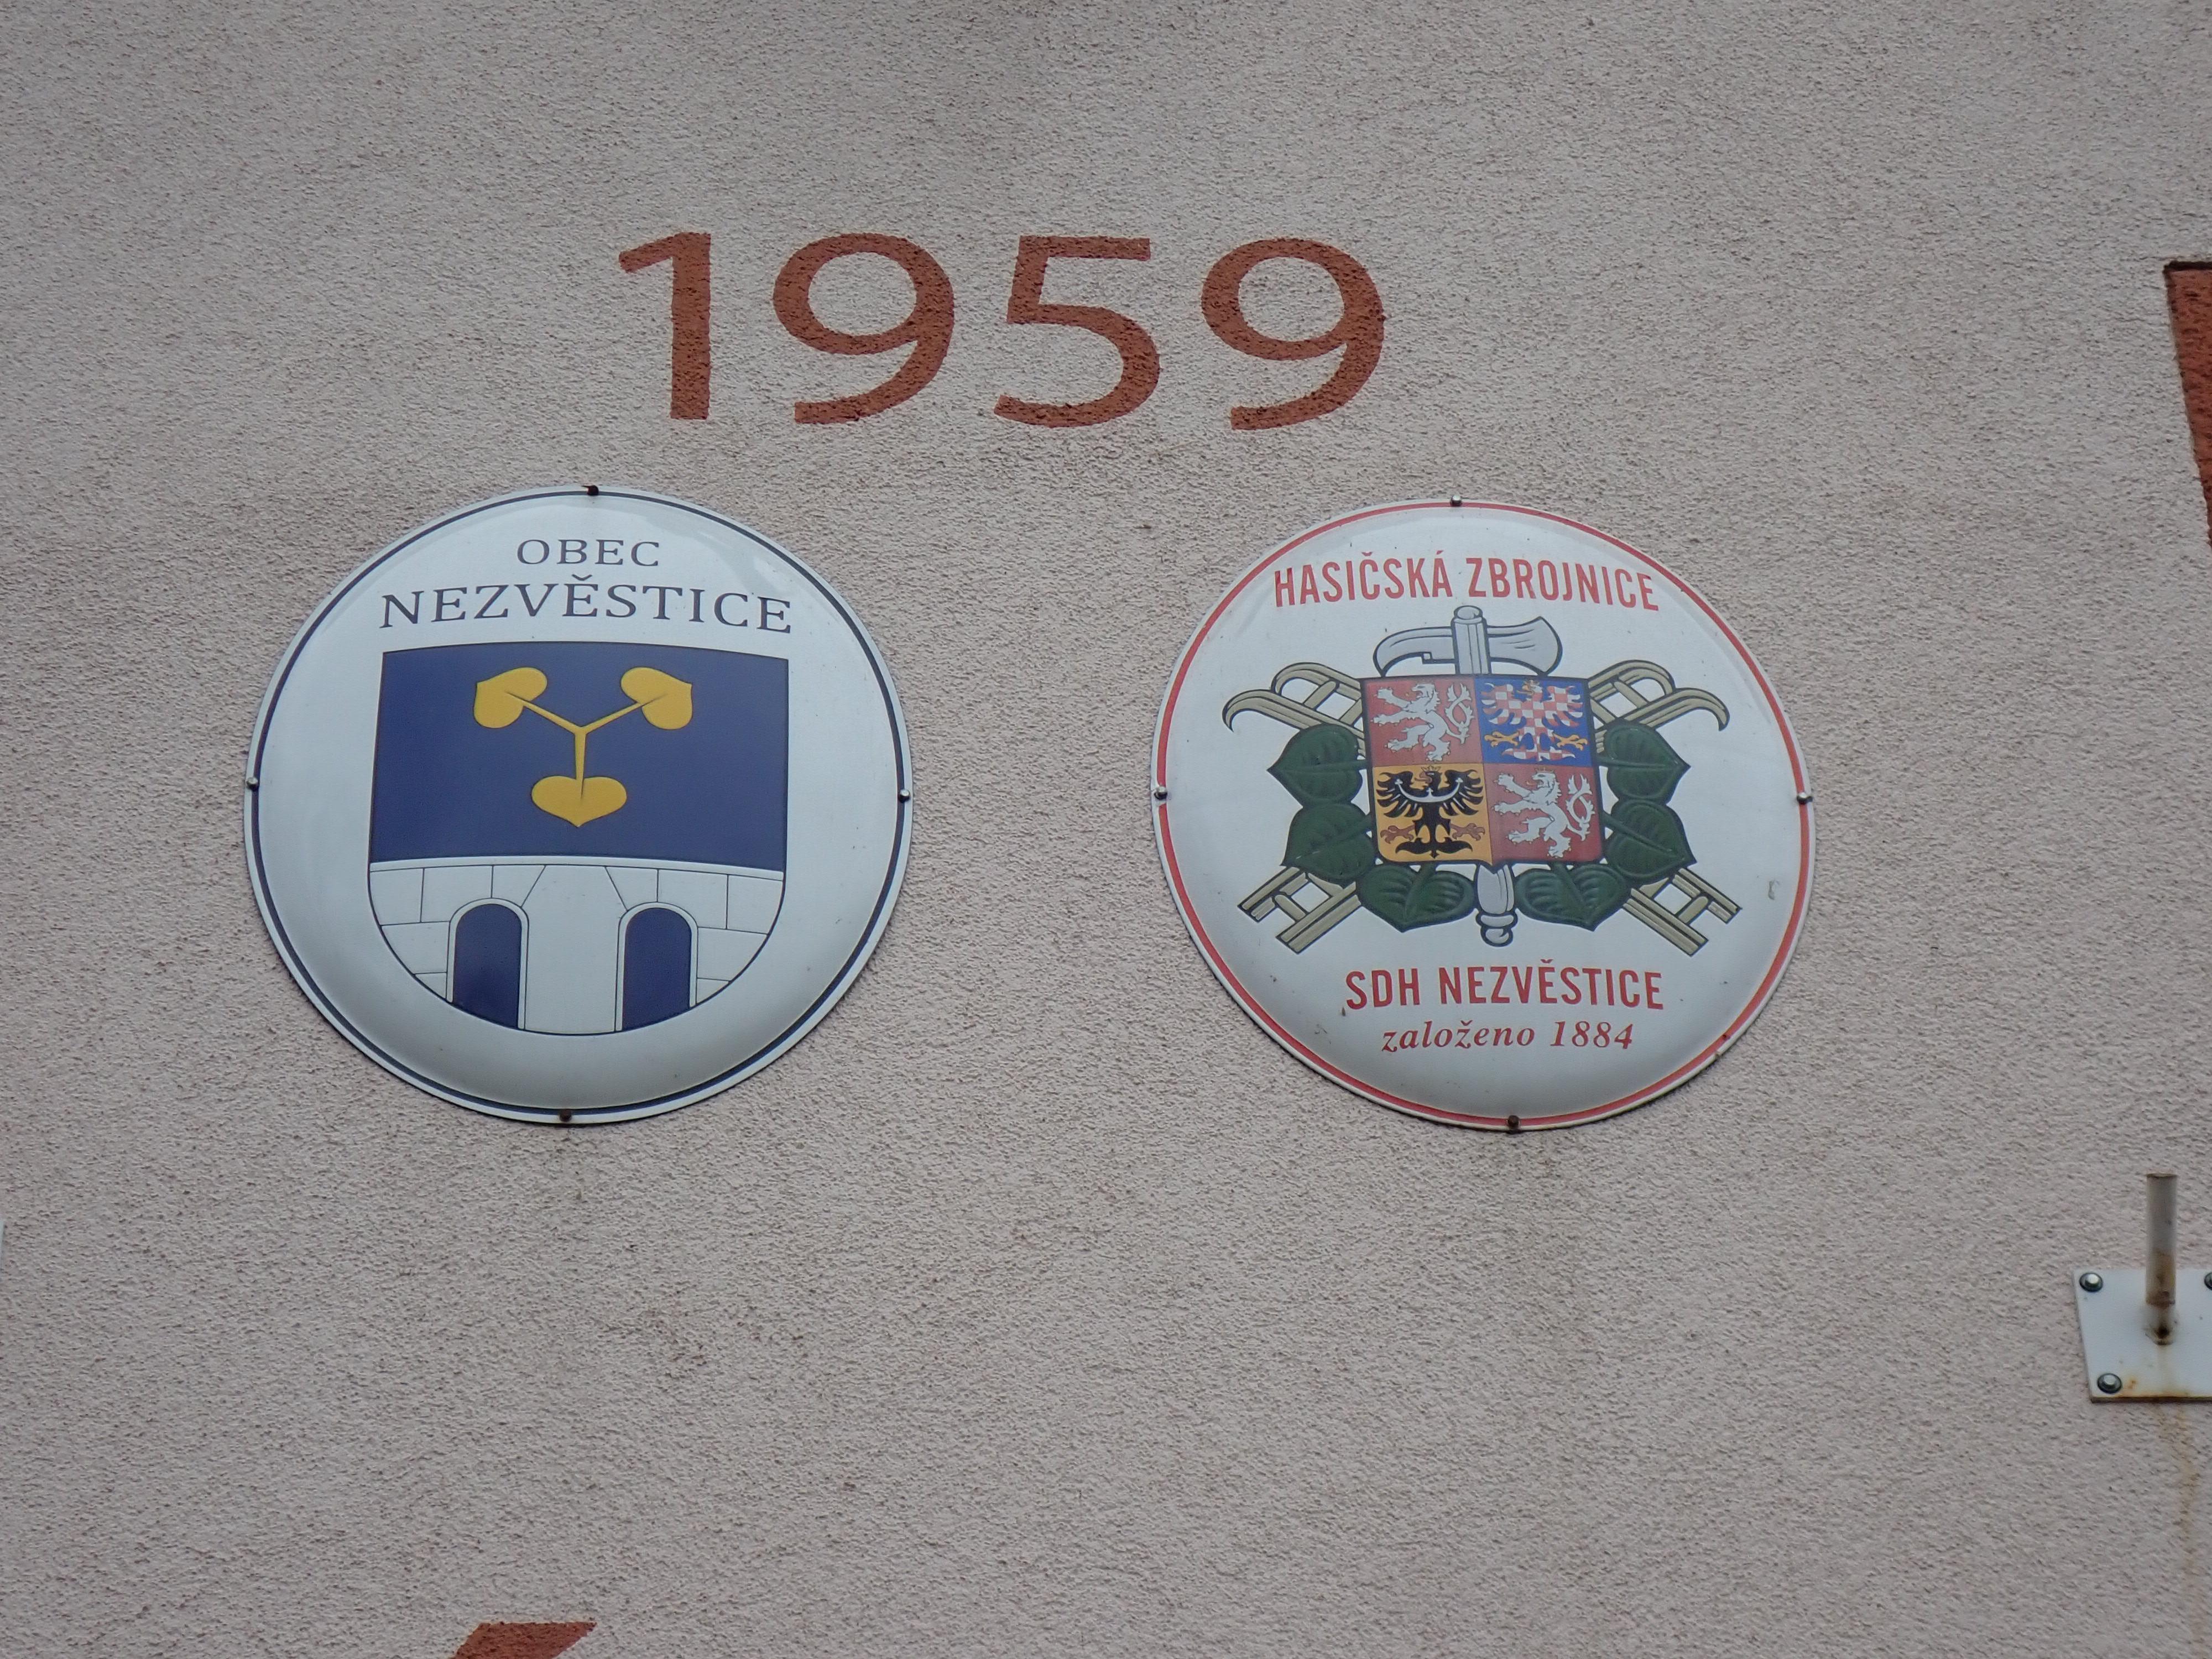 1959
OBEC
NEZVĚSTICE
HASIČSKÁ ZBROJNICE
SDH NEZVĚSTICE
založeno 1884